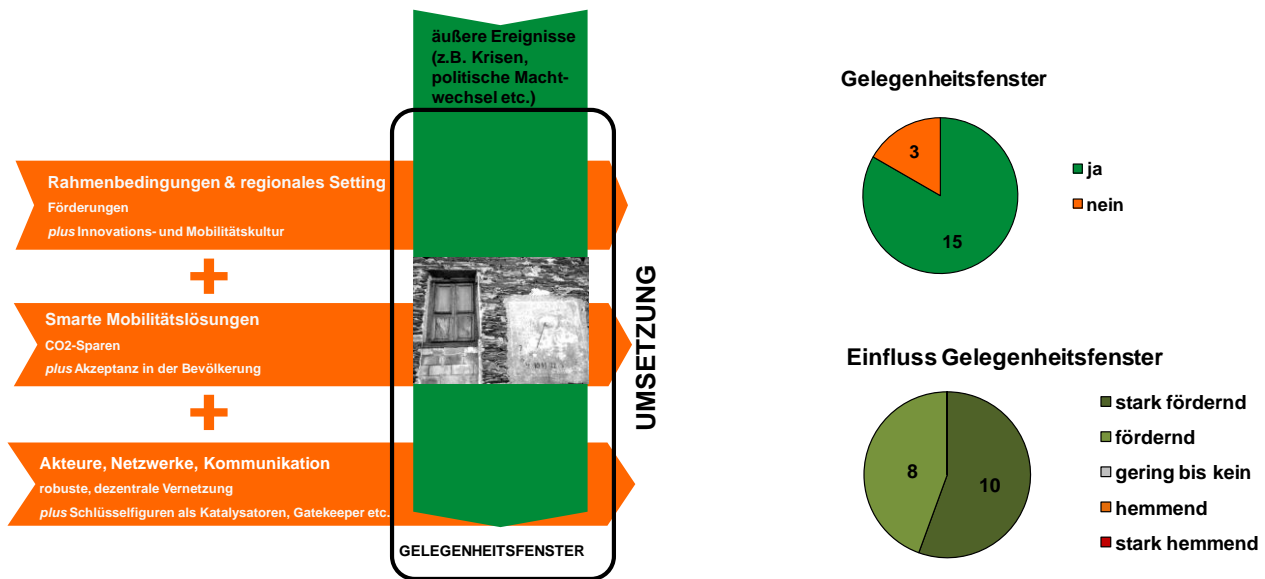 äußere Ereignisse
(z.B. Krisen,
politische Macht-
wechsel etc.)
Rahmenbedingungen & regionales Setting
Förderungen
plus Innovations- und Mobilitätskultur
+
Smarte Mobilitätslösungen
CO2-Sparen
plus Akzeptanz in der Bevölkerung
+
Akteure, Netzwerke, Kommunikation
robuste, dezentrale Vernetzung
plus Schlüsselfiguren als Katalysatoren, Gatekeeper etc.
GELEGENHEITSFENSTER
UMSETZUNG
Gelegenheitsfenster
3
15
ja
nein
Einfluss Gelegenheitsfenster
8
10
stark fördernd
fördernd
gering bis kein
hemmend
stark hemmend